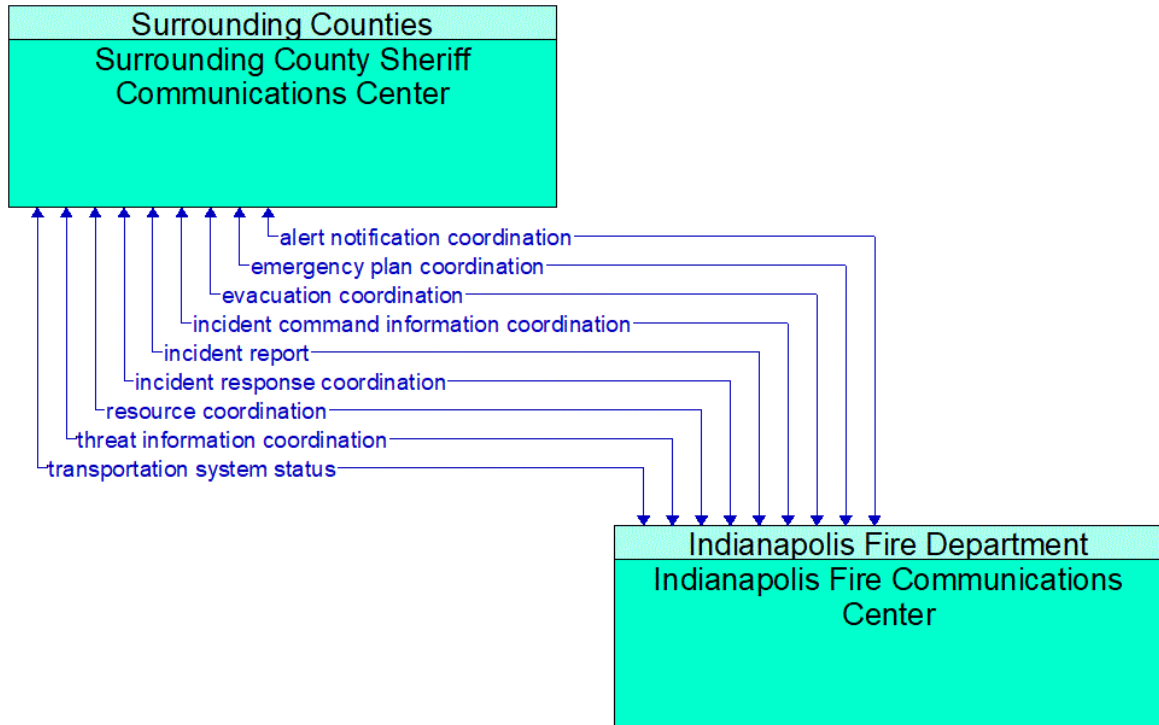 Surrounding Counties
Surrounding County Sheriff
Communications Center
alert notification coordination
emergency plan coordination
evacuation coordination
incident command information coordination
incident report
incident response coordination
resource coordination
threat information coordination
transportation system status
Indianapolis Fire Department
Indianapolis Fire Communications
Center